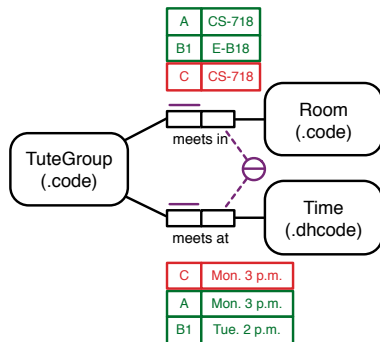 A CS-718
B1 E-B18
C CS-718
Room
(.code)
meets in
TuteGroup
(.code)
Time
(.dhcode)
meets at
C Mon. 3 p.m.
A Mon. 3 p.m.
B1 Tue. 2 p.m.